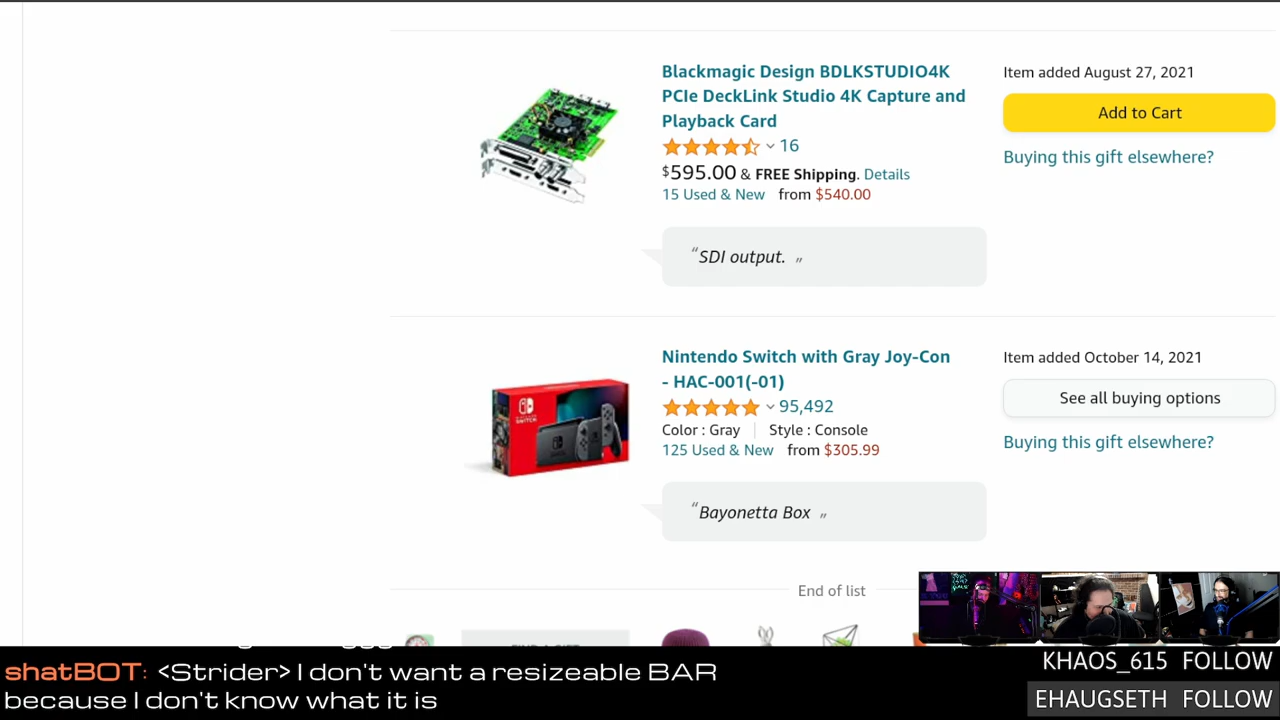 Blackmagic Design BDLKSTUDIO4K
PCIe DeckLink Studio 4K Capture and
Playback Card
16
$595.00 & FREE Shipping. Details
15 Used & New from $540.00
"SDI output. "
Item added August 27, 2021
Add to Cart
Buying this gift elsewhere?
Nintendo Switch with Gray Joy-Con
- HAC-001(-01)
95,492
Color : Gray | Style : Console
125 Used & New from $305.99
"Bayonetta Box "
Item added October 14, 2021
See all buying options
Buying this gift elsewhere?
End of list
shatBOT: <Strider> I don't want a resizeable BAR
because I don't know what it is
KHAOS_615 FOLLOW
EHAUGSETH FOLLOW